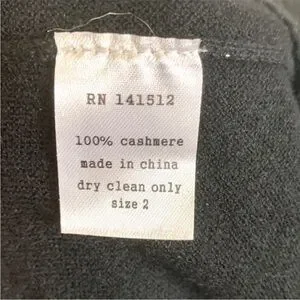 RN 141512
100% cashmere
made in china
dry clean only
size 2